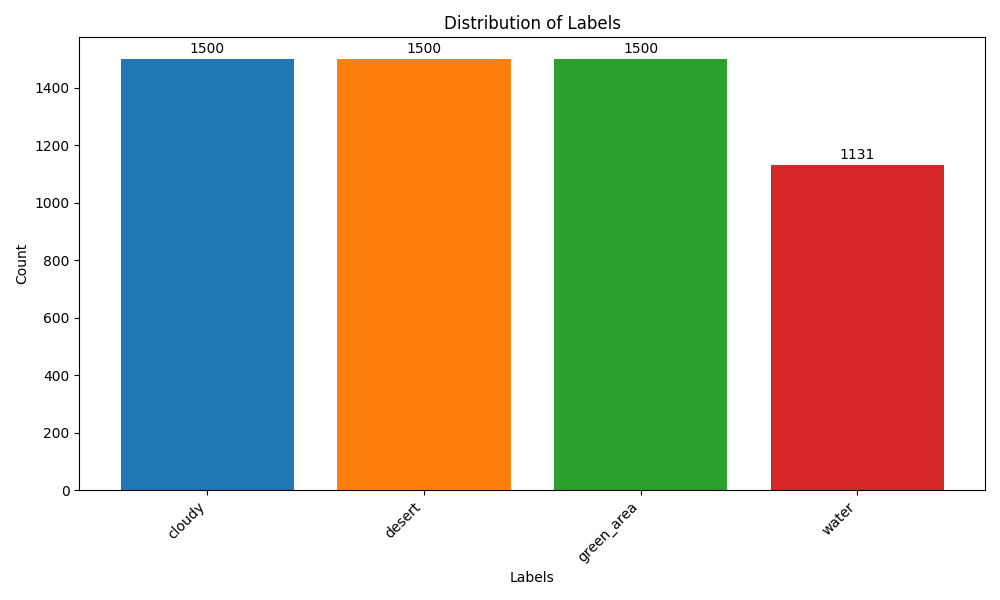 Distribution of Labels
1500
1500
1500
1131
1400
1200
1000
800
600
400
200
0
Count
cloudy
desert
green_area
water
Labels